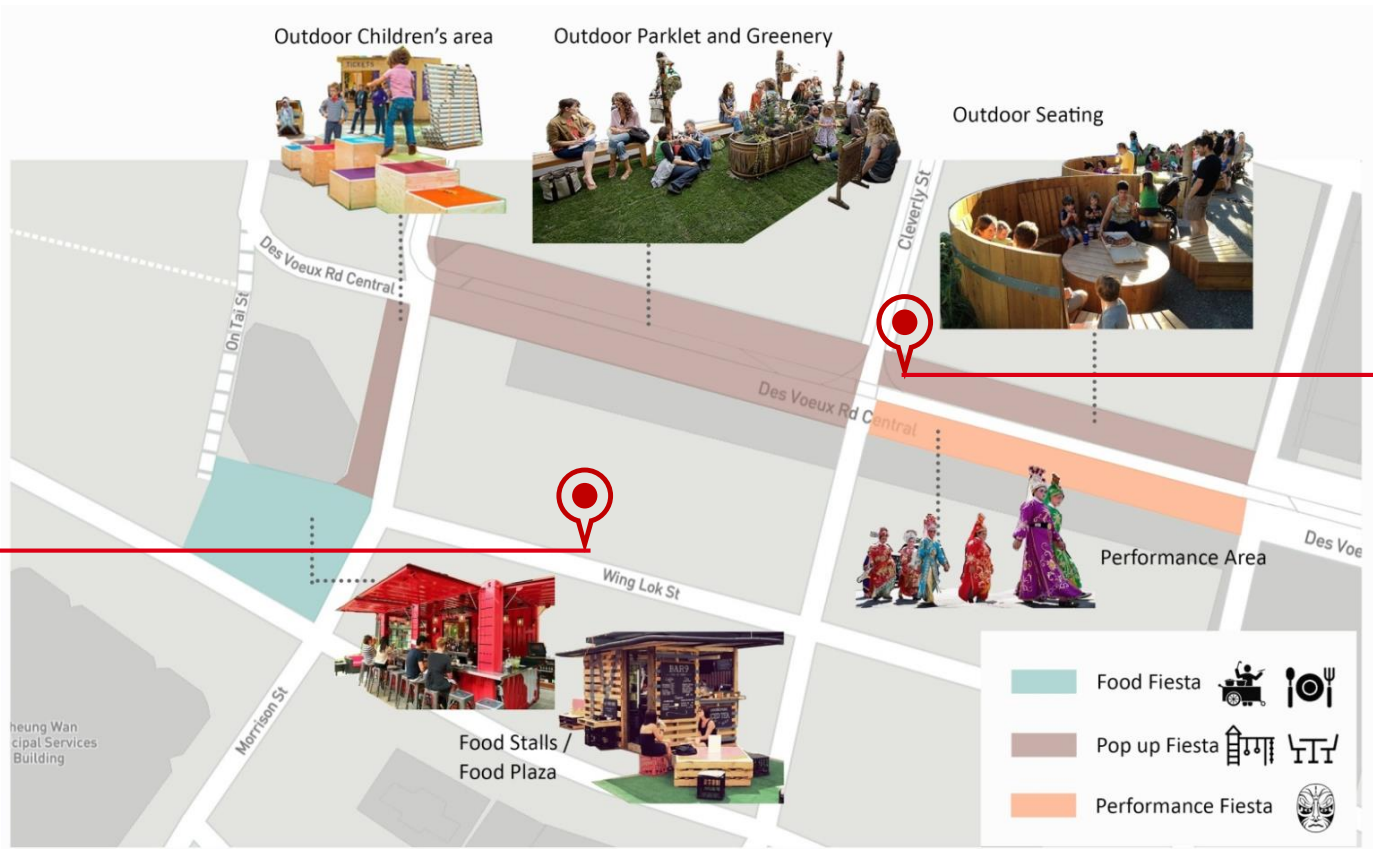 Outdoor Children's area
Outdoor Parklet and Greenery
Outdoor Seating
TICKETS
Cleverly St
Des Voeux Rd Central
On Tai St
Des Voeux Rd Central
Des Voe
Performance Area
Wing Lok St
BAR9
Food Fiesta
Pop up Fiesta
Performance Fiesta
Morrison St
heung Wan
cipal Services
Building
Food Stalls /
Food Plaza